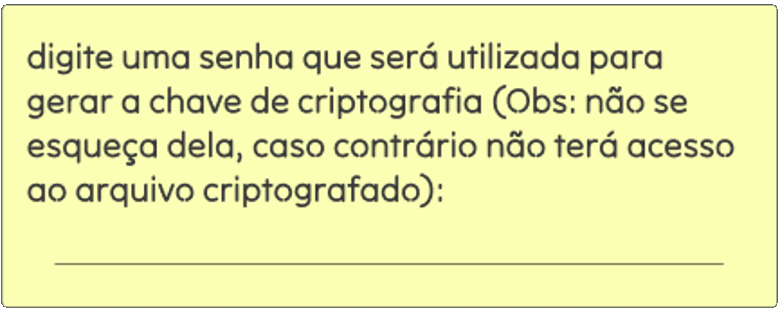 digite uma senha que será utilizada para
gerar a chave de criptografia (Obs: não se
esqueça dela, caso contrário não terá acesso
ao arquivo criptografado):